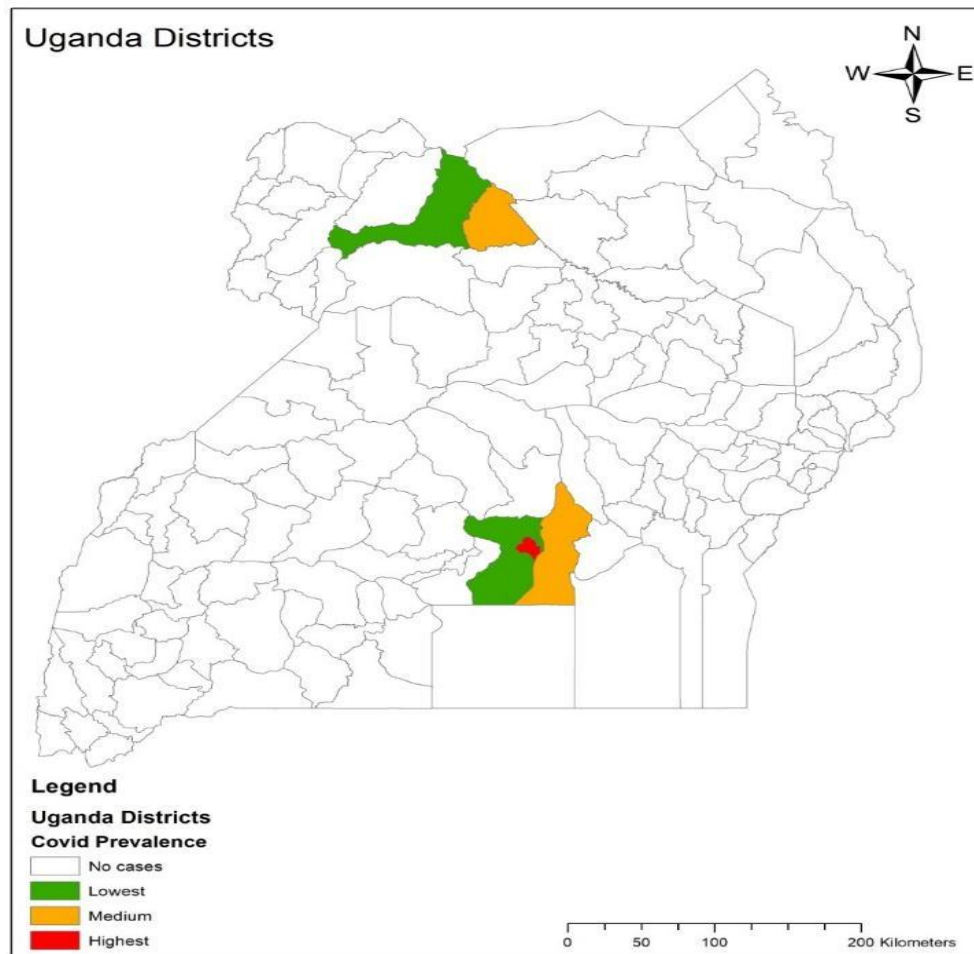 Uganda Districts
N
W E
S
Legend
Uganda Districts
Covid Prevalence
No cases
Lowest
Medium
Highest
0 50 100 200 Kilometers